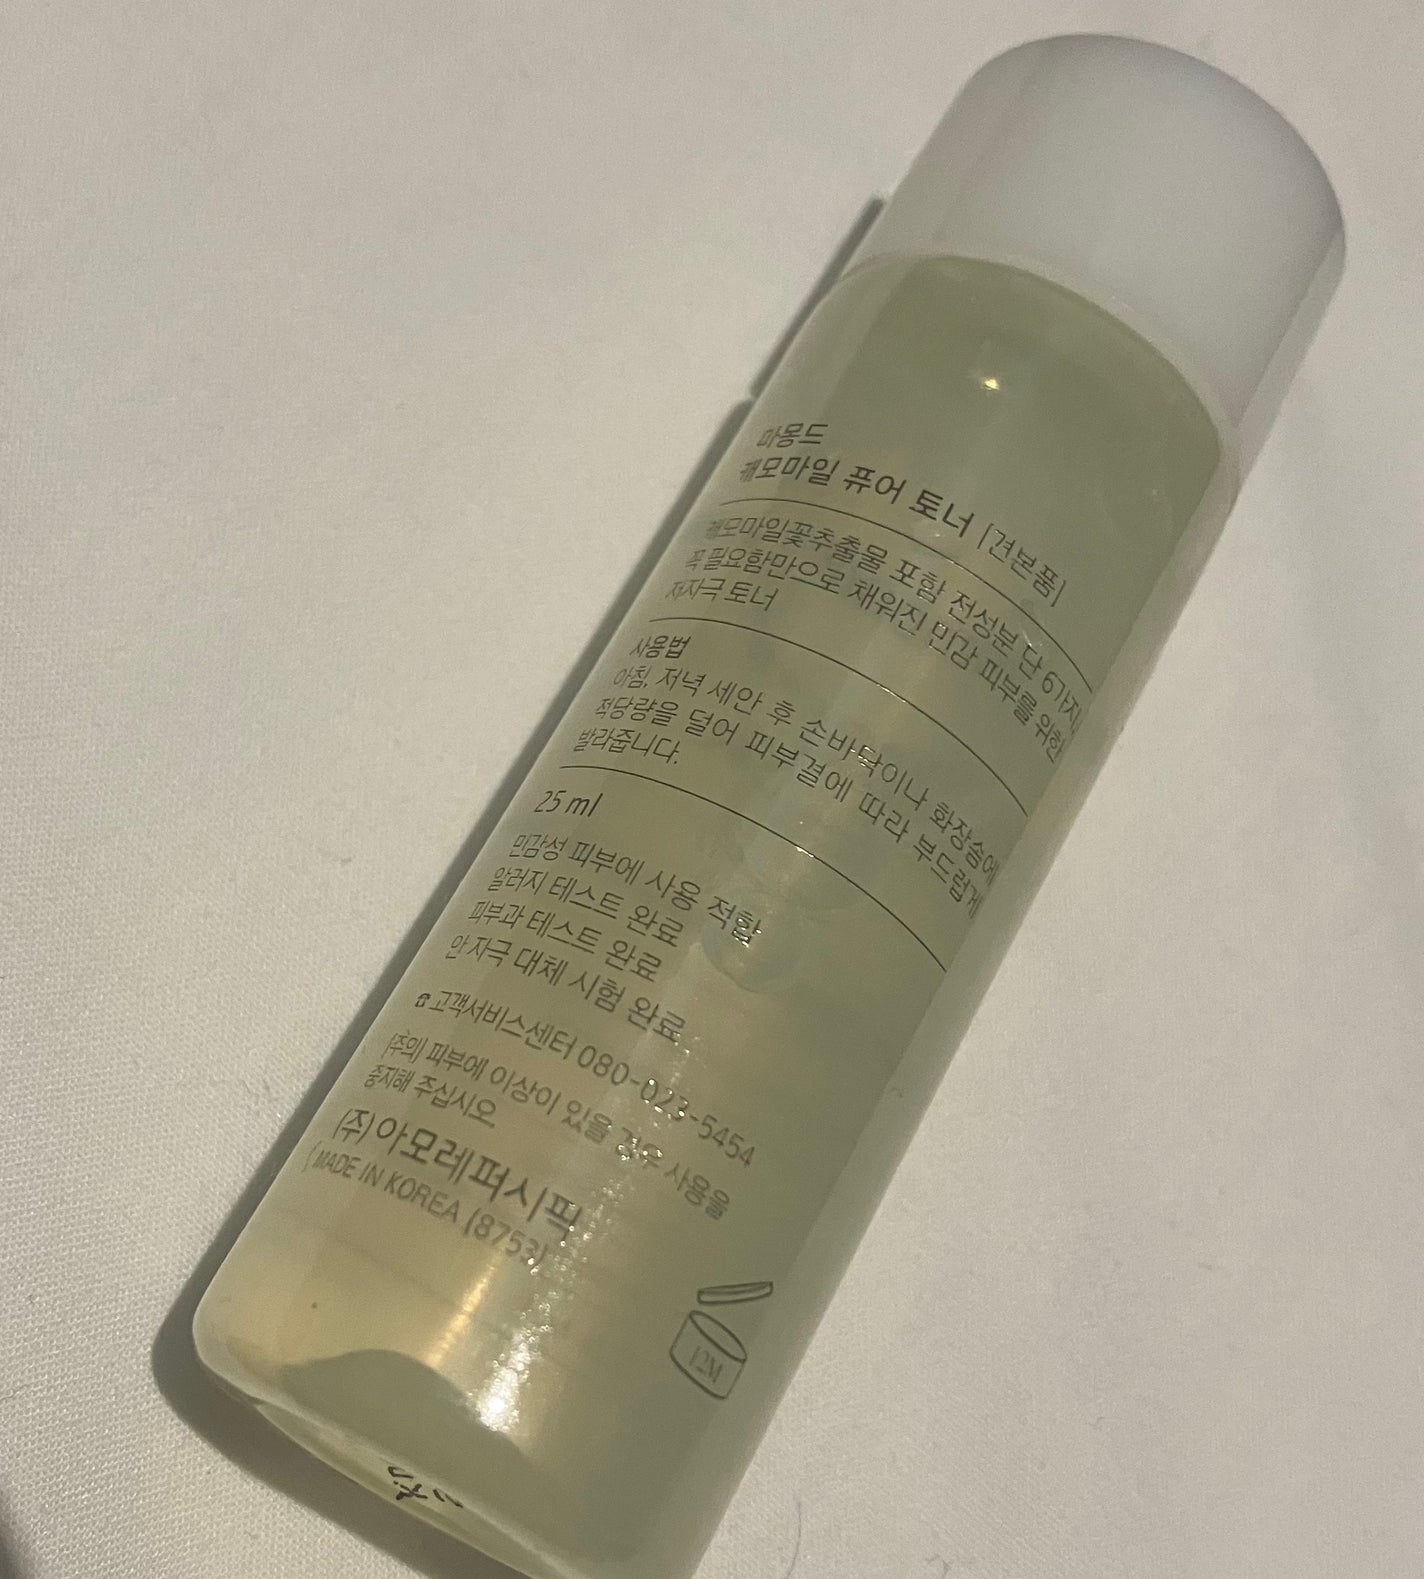 마몽드
캐모마일 퓨어 토너 |견본품|
캐모마일꽃추출물 포함 전성분 단 6가지,
꼭 필요함만으로 채워진 민감 피부를 위한
저자극 토너
사용법
아침, 저녁 세안 후 손바닥이나 화장솜에
적당량을 덜어 피부결에 따라 부드럽게
발라줍니다.
25 ml
민감성 피부에 사용 적합
알러지 테스트 완료
피부과 테스트 완료
안 자극 대체 시험 완료
☎ 고객서비스센터 080-023-5454
|주의| 피부에 이상이 있을 경우 사용을
중지해 주십시오
(주)아모레퍼시픽
MADE IN KOREA (8753)
12M